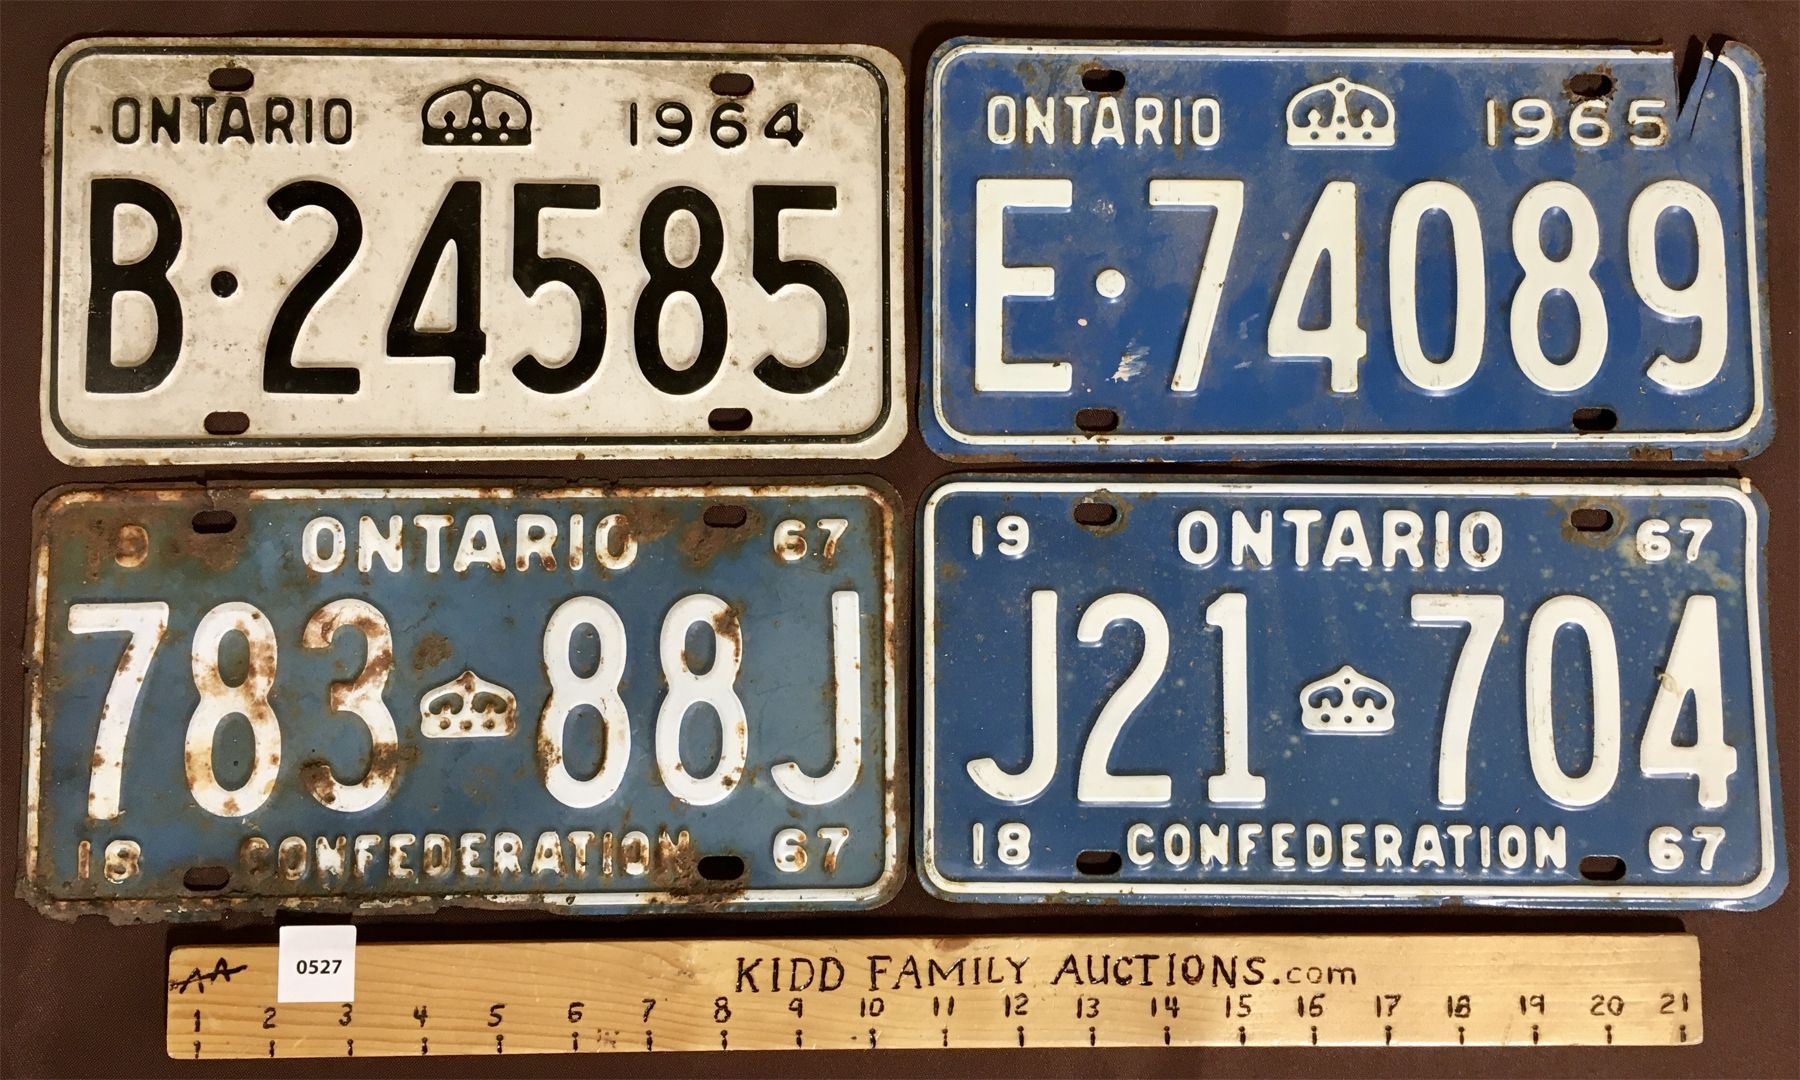 ONTARIO 1964
B·24585
ONTARIO 1965
E·74089
ONTARIO 67
783 88J
18 CONFEDERATION 67
19 ONTARIO 67
J21 704
18 CONFEDERATION 67
AA 0527 KIDD FAMILY AUCTIONS.com
1 2 3 4 5 6 7 8 9 10 11 12 13 14 15 16 17 18 19 20 21